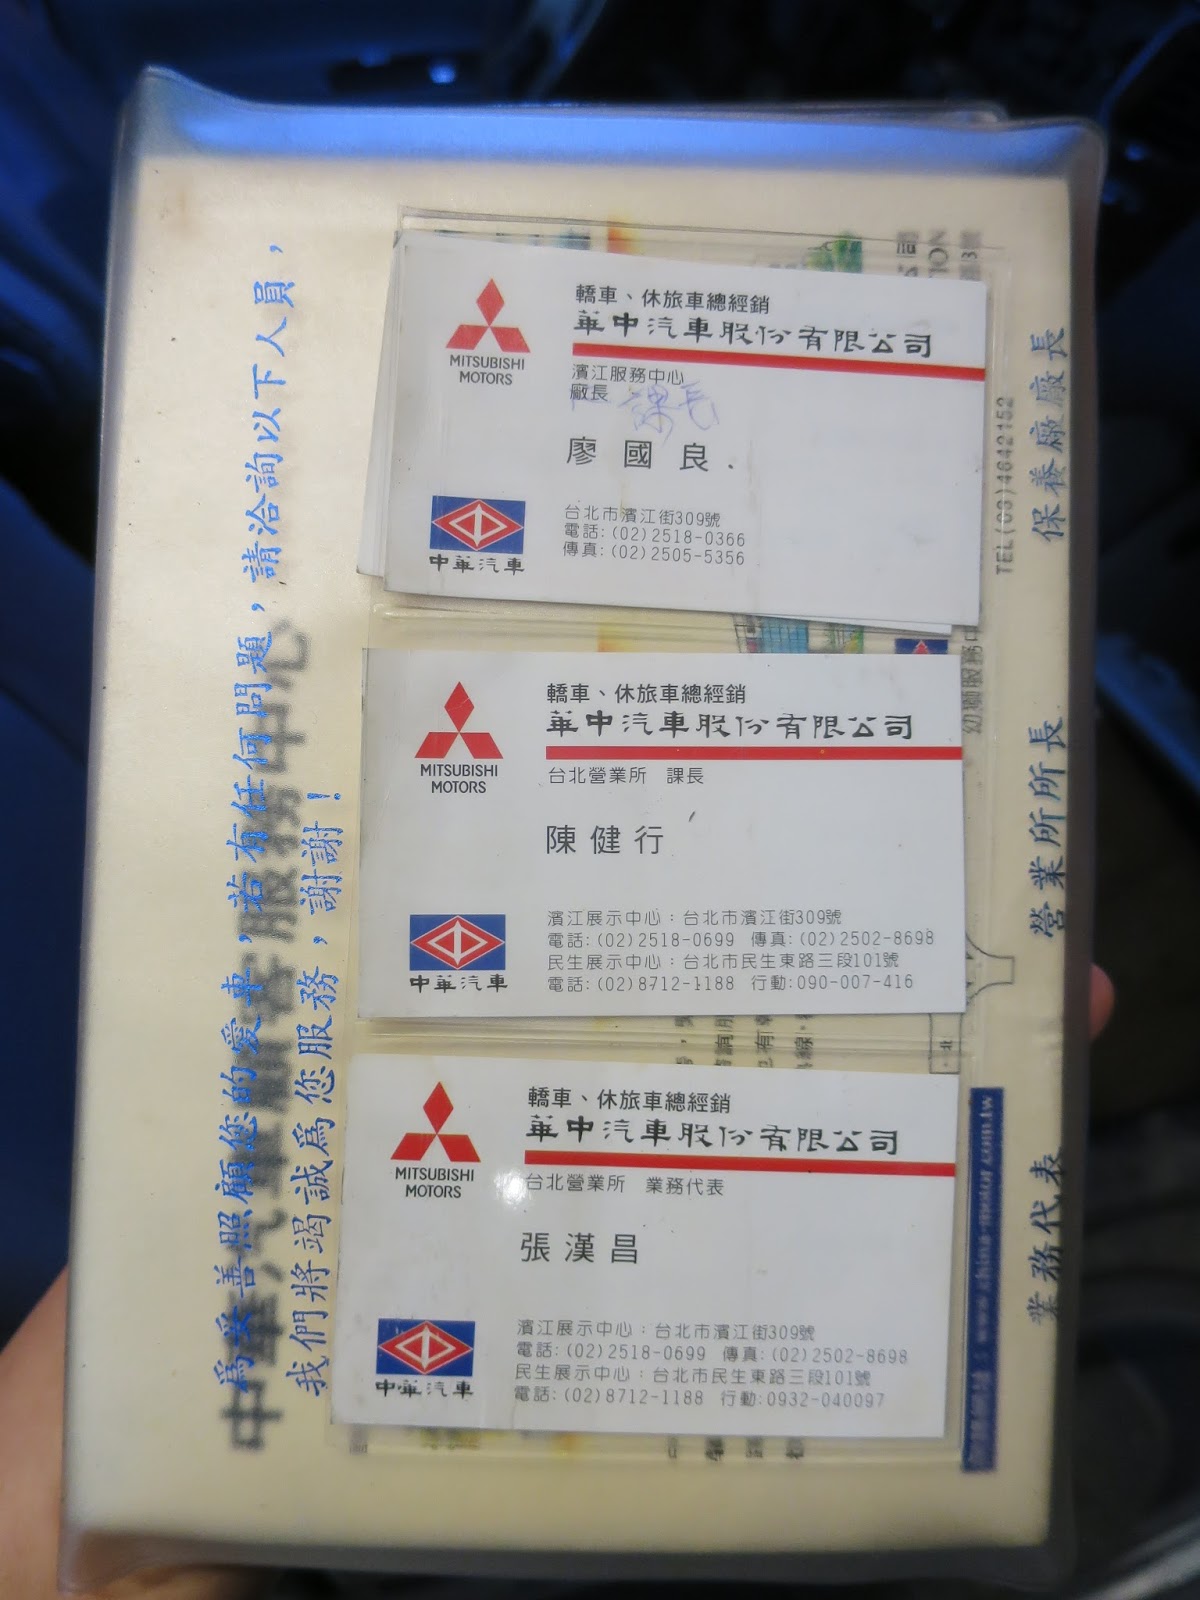 為妥善照顧您的愛車，若有任何問題，請洽詢以下人員，
我們將竭誠為您服務，謝謝！
MITSUBISHI
MOTORS
轎車、休旅車總經銷
華中汽車股份有限公司
濱江服務中心
廠長 課長
廖國良
中華汽車
台北市濱江街309號
電話:(02)2518-0366
傳真:(02)2505-5356
保養廠廠長
TEL(03)4642152
MITSUBISHI
MOTORS
轎車、休旅車總經銷
華中汽車股份有限公司
台北營業所 課長
陳健行
中華汽車
濱江展示中心：台北市濱江街309號
電話:(02)2518-0699 傳真:(02)2502-8698
民生展示中心：台北市民生東路三段101號
電話:(02)8712-1188 行動:090-007-416
營業所所長
MITSUBISHI
MOTORS
轎車、休旅車總經銷
華中汽車股份有限公司
台北營業所 業務代表
張漢昌
中華汽車
濱江展示中心：台北市濱江街309號
電話:(02)2518-0699 傳真:(02)2502-8698
民生展示中心：台北市民生東路三段101號
電話:(02)8712-1188 行動:0932-040097
業務代表
www.china-motor.com.tw